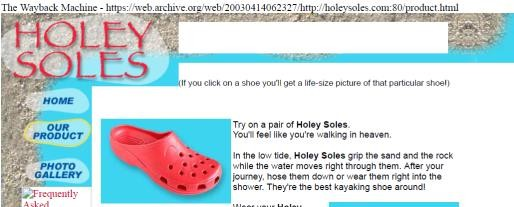 The Wayback Machine - https://web.archive.org/web/20030414062327/http://holeysoles.com:80/product.html
HOLEY
SOLES
(If you click on a shoe you'll get a life-size picture of that particular shoe!)
HOME
OUR
PRODUCT
PHOTO
GALLERY
Frequently
Asked
Try on a pair of Holey Soles.
You'll feel like you're walking in heaven.
In the low tide, Holey Soles grip the sand and the rock
while the water moves right through them. After your
journey, hose them down or wear them right into the
shower. They're the best kayaking shoe around!
Wear your Holey